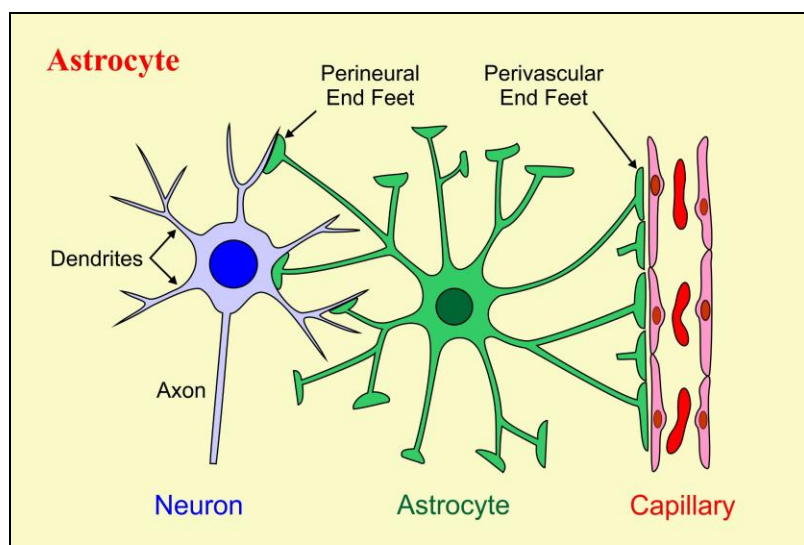 Astrocyte
Perineural
End Feet
Perivascular
End Feet
Dendrites
Axon
Neuron
Astrocyte
Capillary